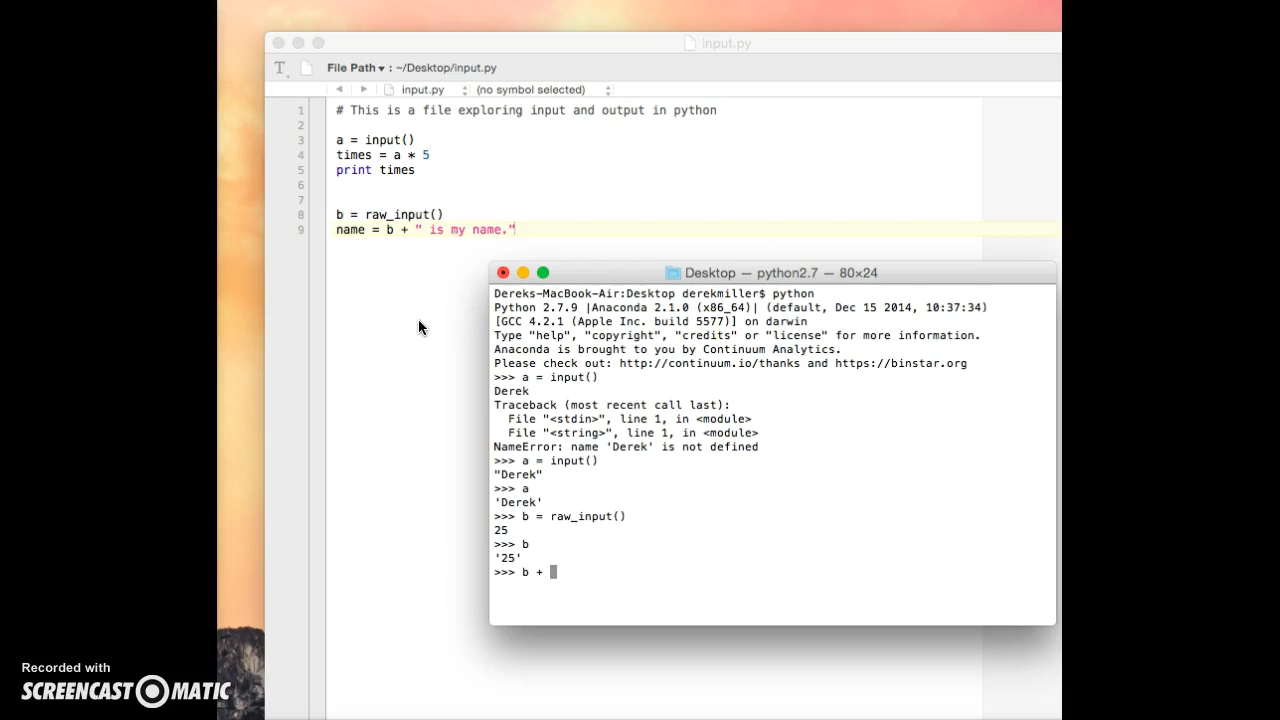 input.py
File Path ▾ : ~/Desktop/input.py
input.py (no symbol selected)
1 # This is a file exploring input and output in python
2
3 a = input()
4 times = a * 5
5 print times
6
7
8 b = raw_input()
9 name = b + " is my name."
Desktop — python2.7 — 80×24
Dereks-MacBook-Air:Desktop derekmiller$ python
Python 2.7.9 |Anaconda 2.1.0 (x86_64)| (default, Dec 15 2014, 10:37:34)
[GCC 4.2.1 (Apple Inc. build 5577)] on darwin
Type "help", "copyright", "credits" or "license" for more information.
Anaconda is brought to you by Continuum Analytics.
Please check out: http://continuum.io/thanks and https://binstar.org
>>> a = input()
Derek
Traceback (most recent call last):
  File "<stdin>", line 1, in <module>
  File "<string>", line 1, in <module>
NameError: name 'Derek' is not defined
>>> a = input()
"Derek"
>>> a
'Derek'
>>> b = raw_input()
25
>>> b
'25'
>>> b +
Recorded with
SCREENCAST-O-MATIC